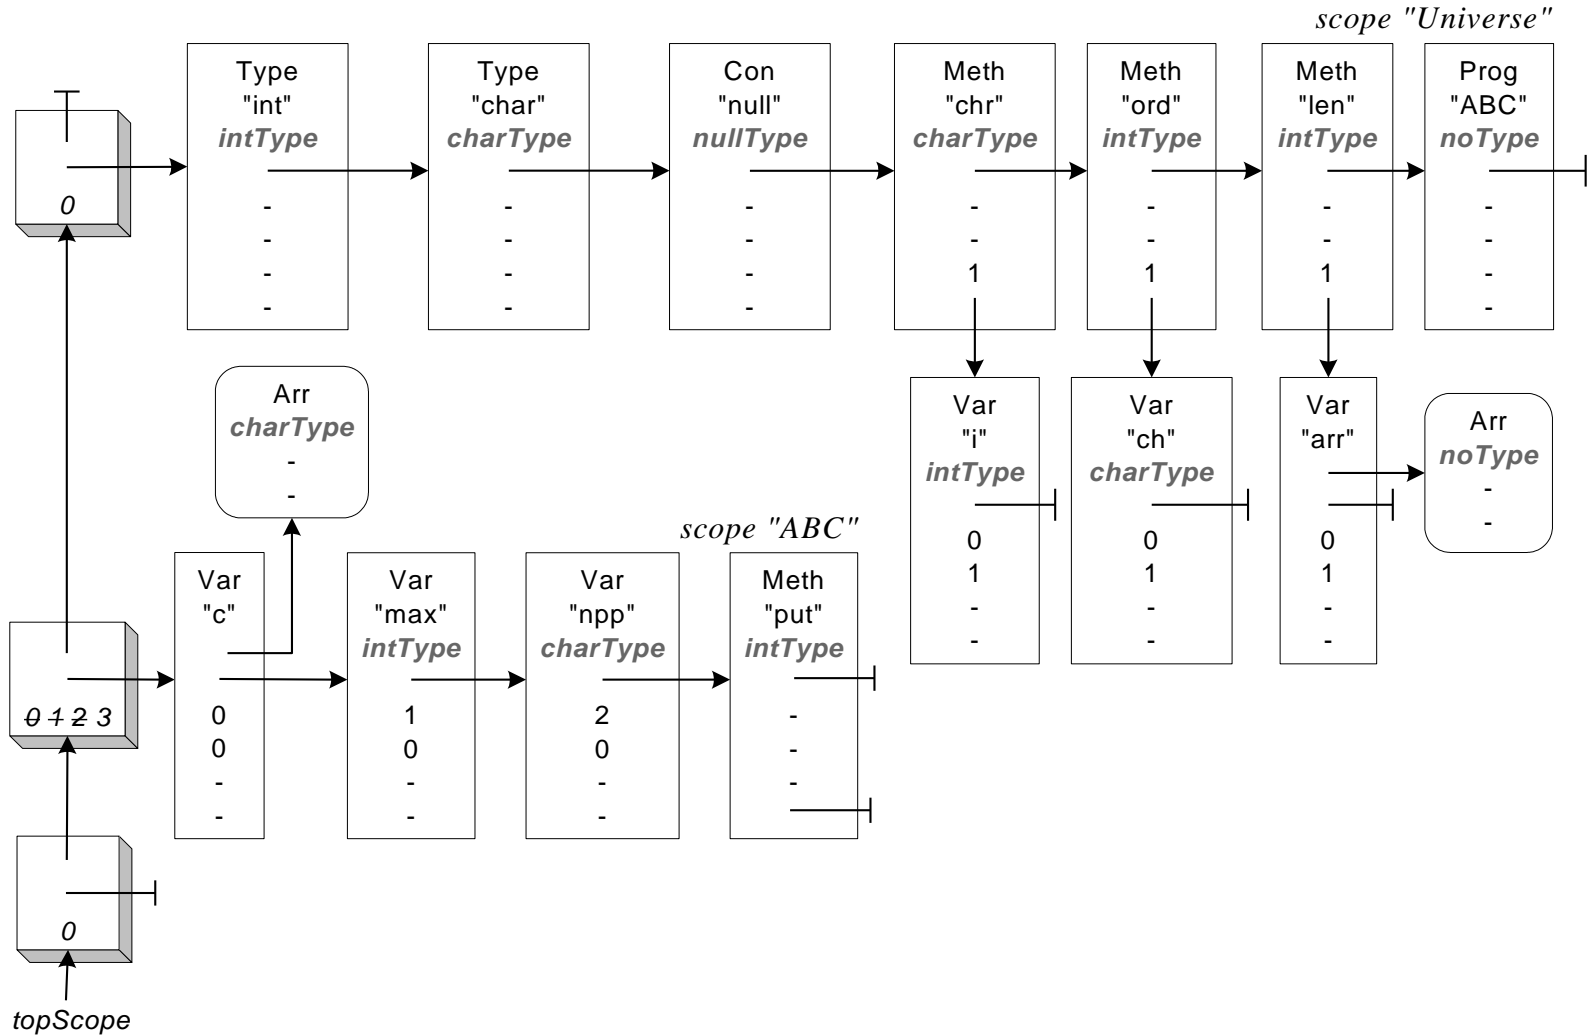 scope "Universe"
Type
"int"
intType
-
-
-
-
Type
"char"
charType
-
-
-
-
Con
"null"
nullType
-
-
-
-
Meth
"chr"
charType
-
-
1
Meth
"ord"
intType
-
-
1
Meth
"len"
intType
-
-
1
Prog
"ABC"
noType
-
-
-
-
0
Arr
charType
-
-
Var
"i"
intType
0
1
-
-
Var
"ch"
charType
0
1
-
-
Var
"arr"
0
1
-
-
Arr
noType
-
-
scope "ABC"
Var
"c"
0
0
-
-
Var
"max"
intType
1
0
-
-
Var
"npp"
charType
2
0
-
-
Meth
"put"
intType
-
-
-
0 1 2 3
0
topScope